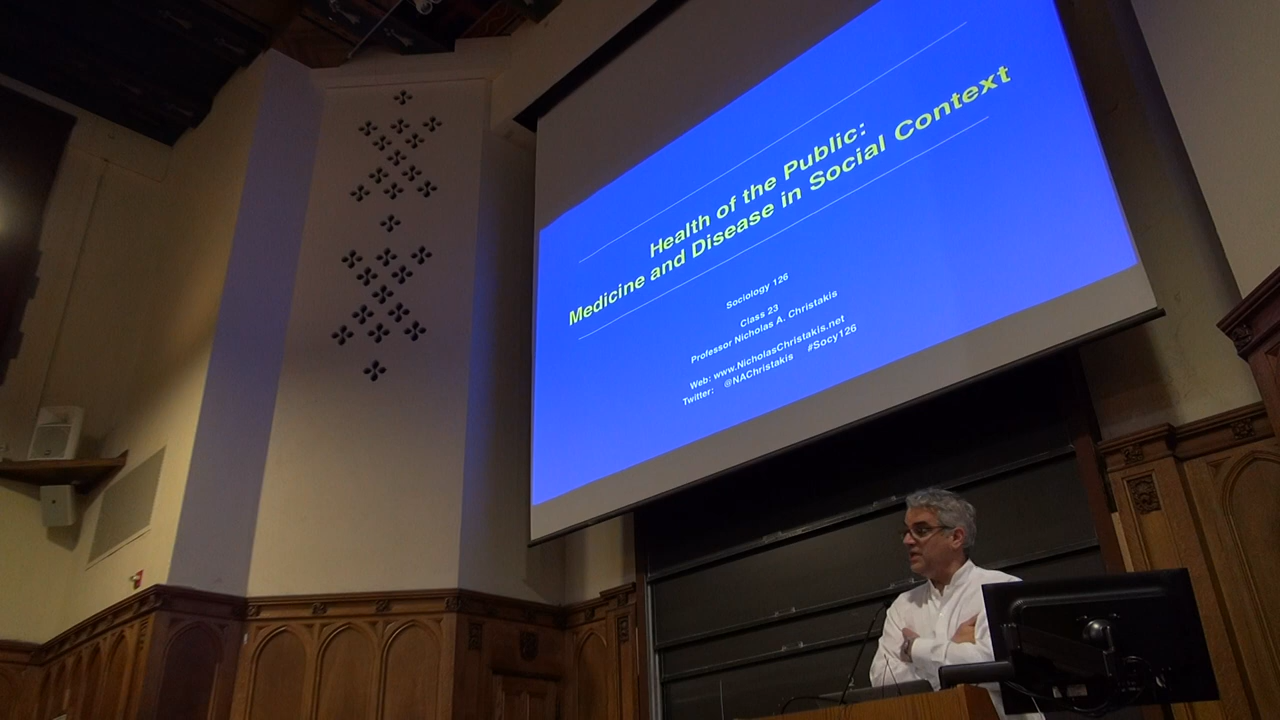 Health of the Public:
Medicine and Disease in Social Context
Sociology 126
Class 23
Professor Nicholas A. Christakis
Web: www.NicholasChristakis.net
Twitter: @NAChristakis #Socy126